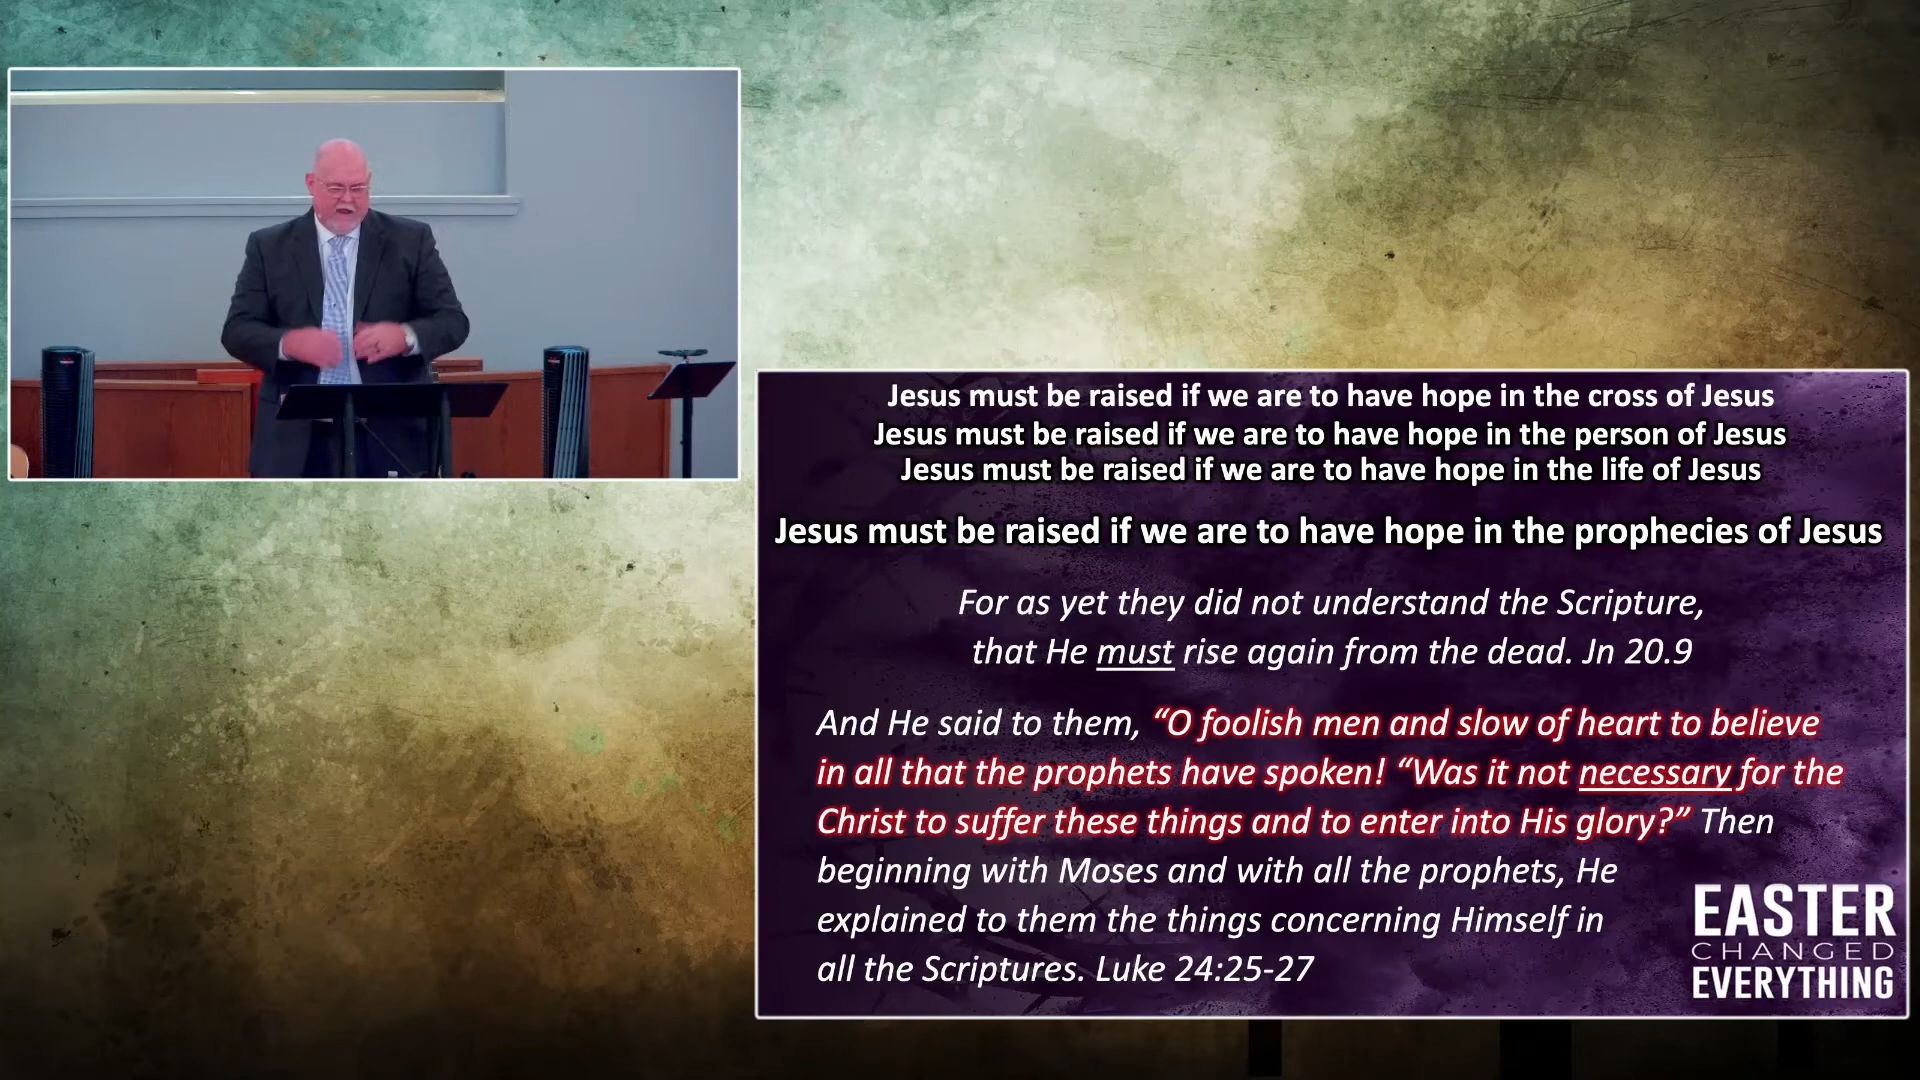 Jesus must be raised if we are to have hope in the cross of Jesus
Jesus must be raised if we are to have hope in the person of Jesus
Jesus must be raised if we are to have hope in the life of Jesus
Jesus must be raised if we are to have hope in the prophecies of Jesus
For as yet they did not understand the Scripture,
that He must rise again from the dead. Jn 20.9
And He said to them, “O foolish men and slow of heart to believe
in all that the prophets have spoken! “Was it not necessary for the
Christ to suffer these things and to enter into His glory?” Then
beginning with Moses and with all the prophets, He
explained to them the things concerning Himself in
all the Scriptures. Luke 24:25-27
EASTER
CHANGED
EVERYTHING